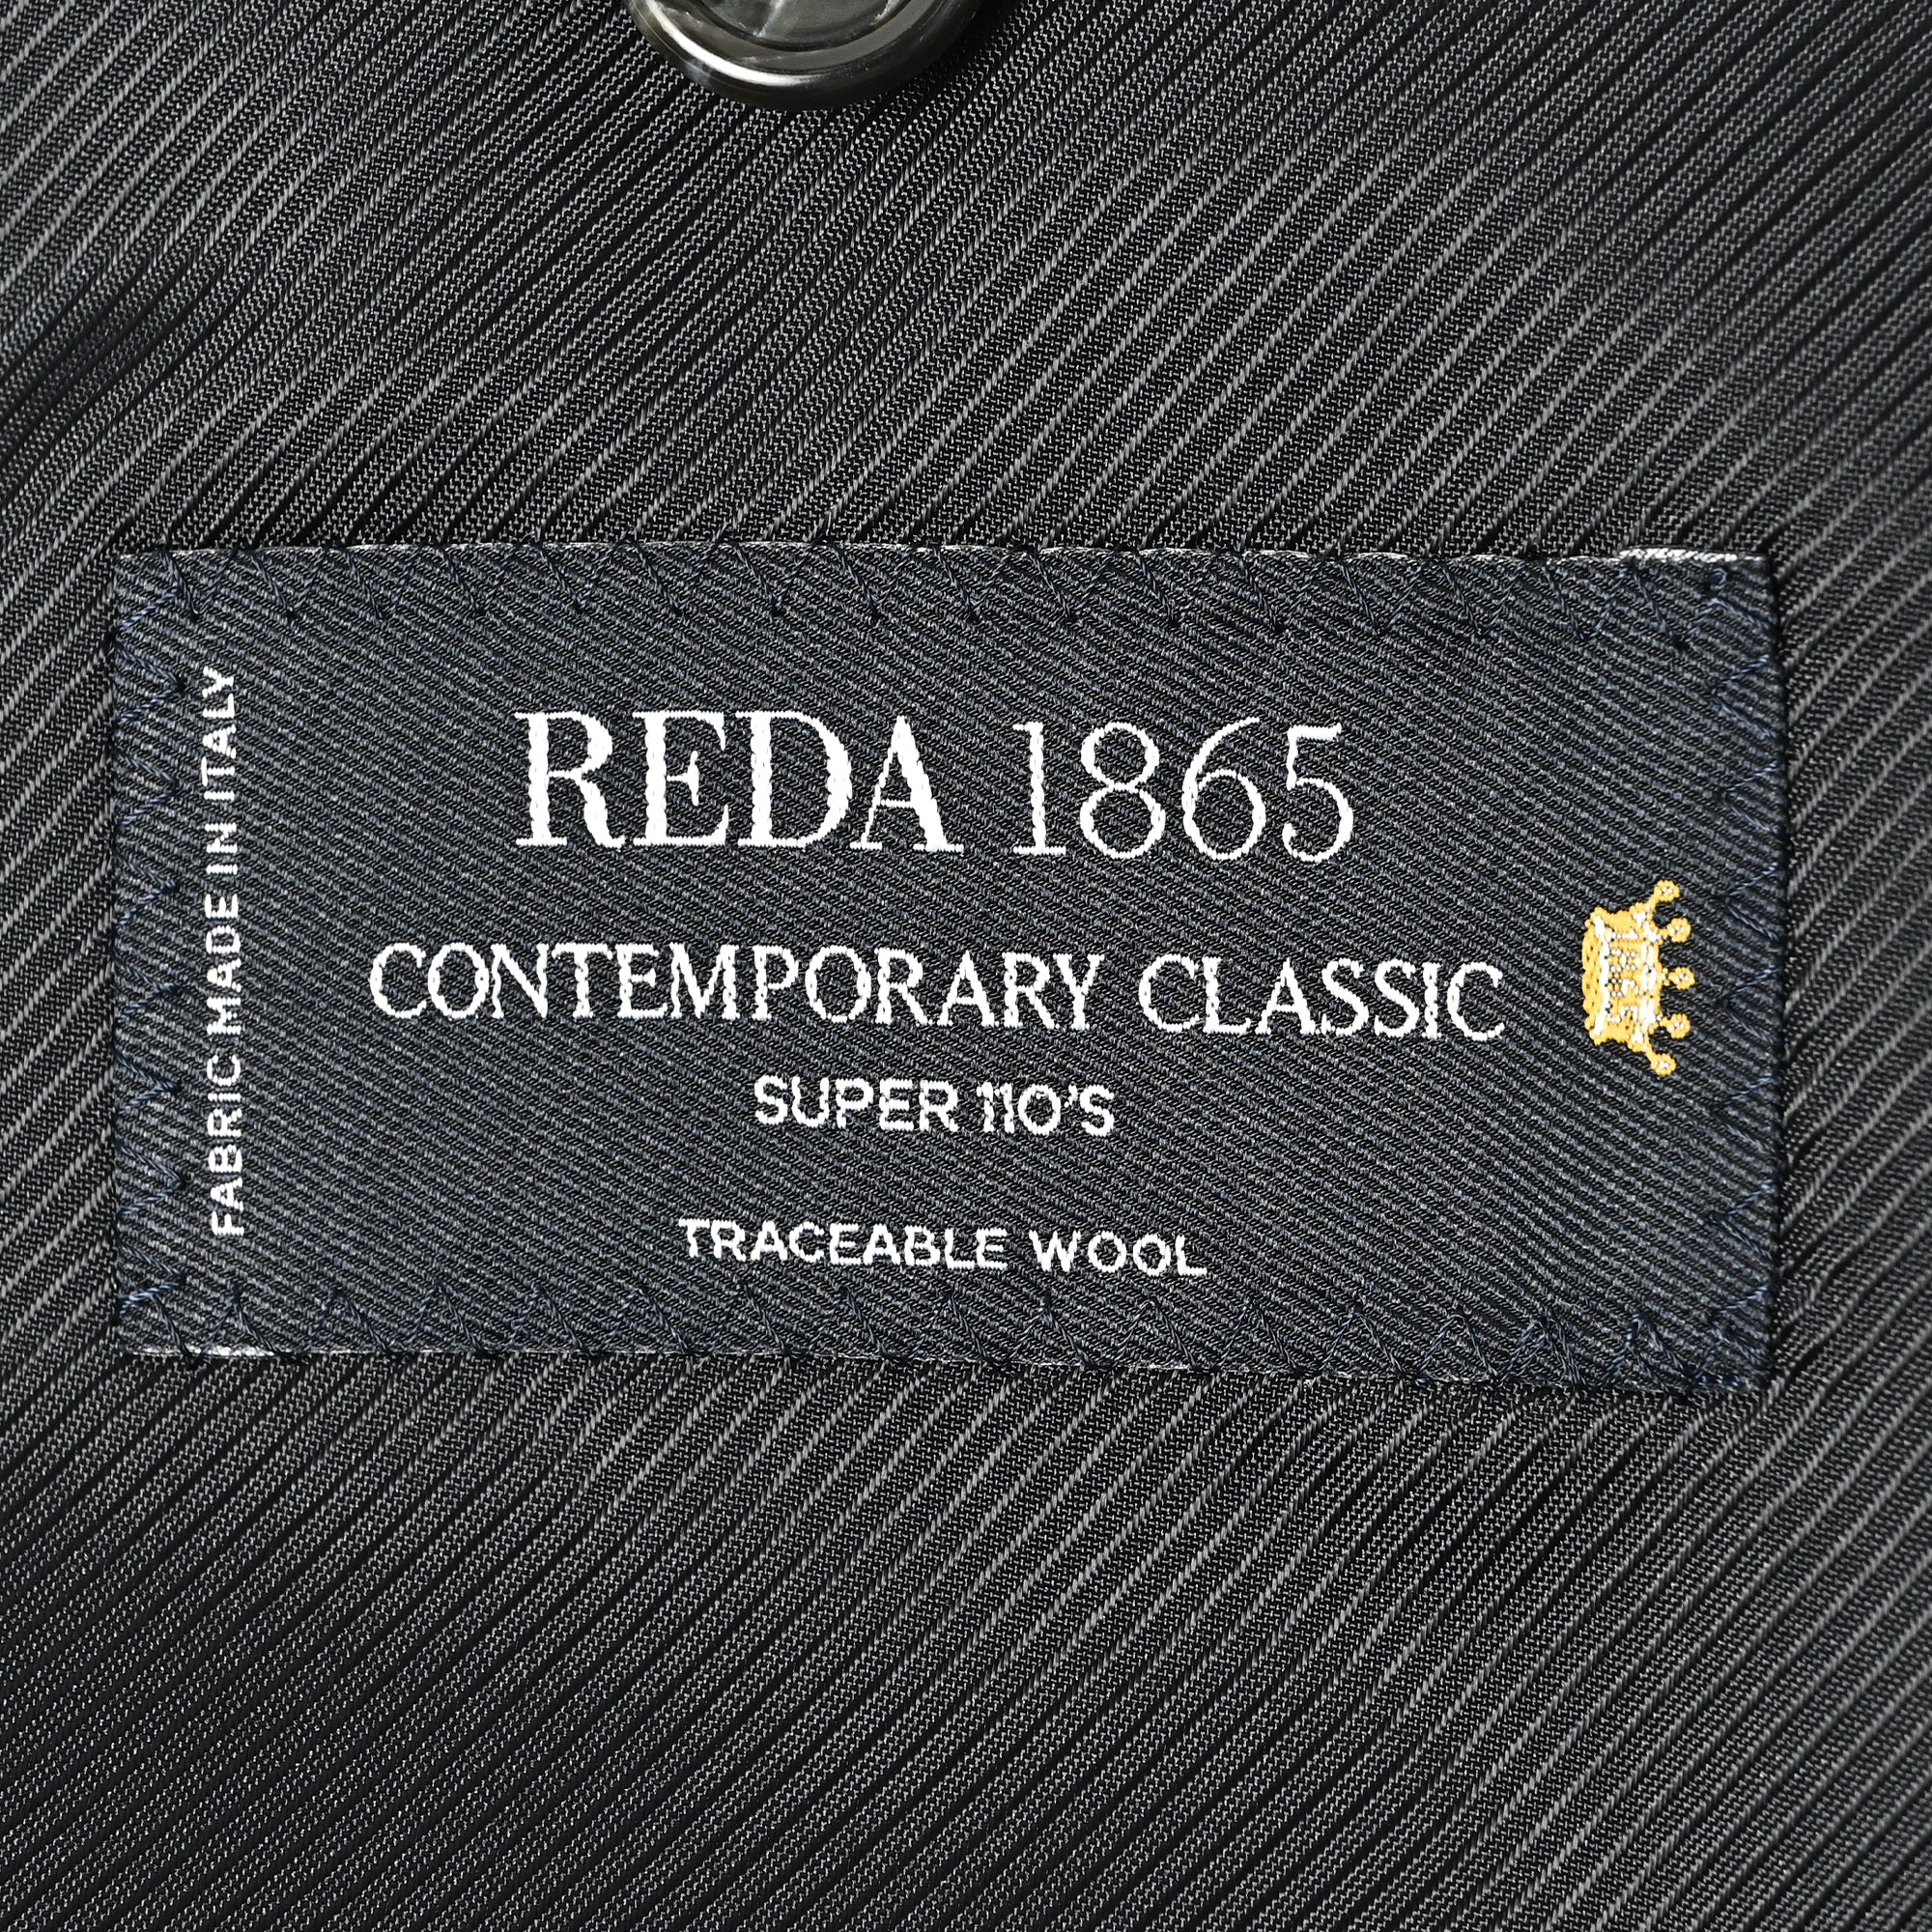 REDA 1865
CONTEMPORARY CLASSIC
SUPER 110'S
TRACEABLE WOOL
FABRIC MADE IN ITALY